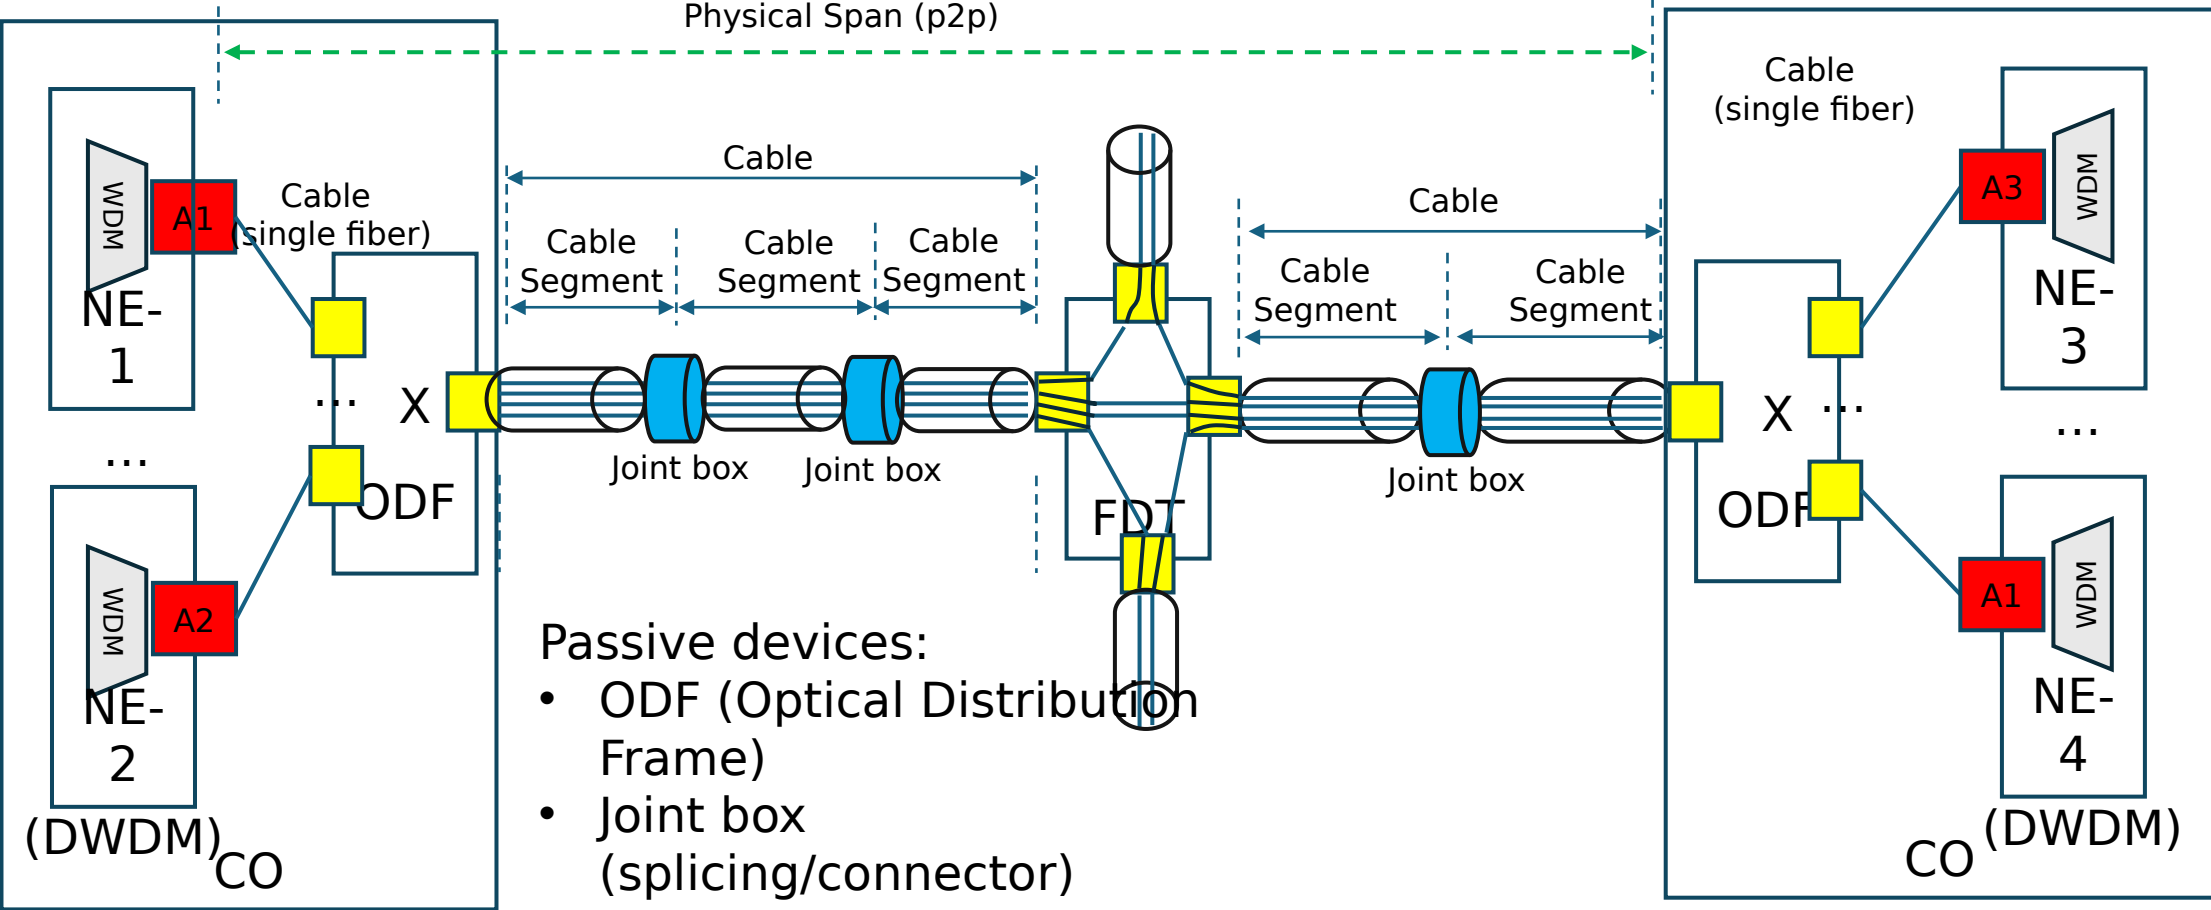 Physical Span (p2p)
Cable
(single fiber)
WDM
A1
Cable
(single fiber)
NE-
1
...
WDM
A2
NE-
2
(DWDM)
CO
...
X
ODF
Cable
Cable
Segment
Cable
Segment
Cable
Segment
Joint box
Joint box
FDT
Cable
Cable
Segment
Cable
Segment
Joint box
Passive devices:
• ODF (Optical Distribution
Frame)
• Joint box
(splicing/connector)
X
...
ODF
A3
WDM
NE-
3
...
A1
WDM
NE-
4
(DWDM)
CO